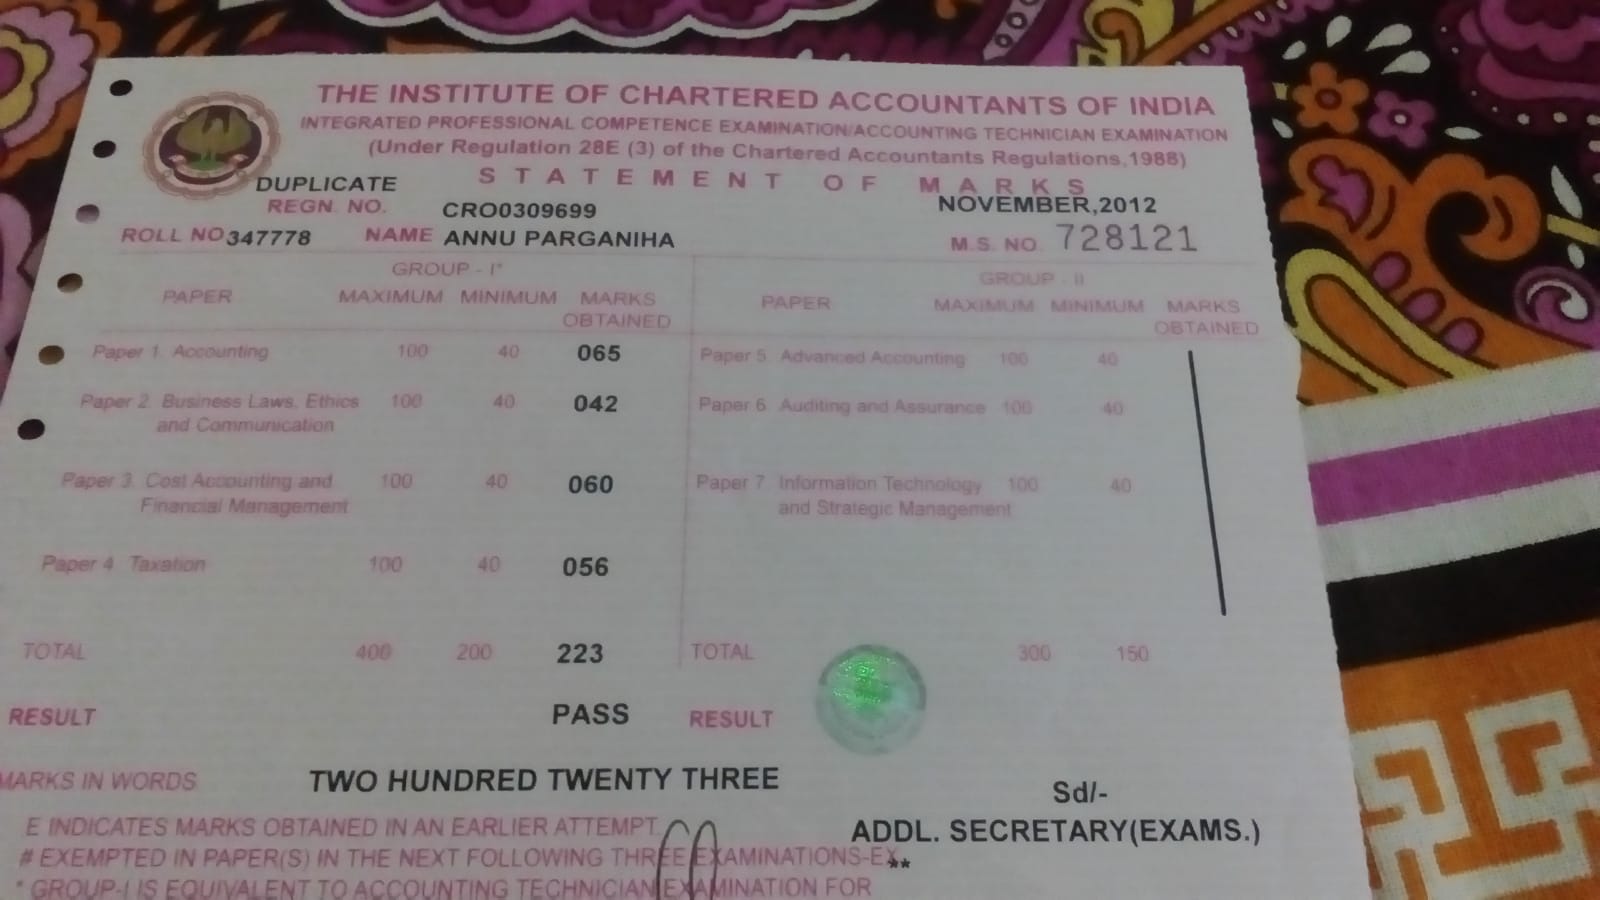 THE INSTITUTE OF CHARTERED ACCOUNTANTS OF INDIA
INTEGRATED PROFESSIONAL COMPETENCE EXAMINATION/ACCOUNTING TECHNICIAN EXAMINATION
(Under Regulation 28E (3) of the Chartered Accountants Regulations,1988)
STATEMENT OF MARKS
DUPLICATE
REGN. NO. CRO0309699 NOVEMBER,2012
ROLL NO 347778 NAME ANNU PARGANIHA M.S. NO. 728121
GROUP - I* GROUP - II
PAPER MAXIMUM MINIMUM MARKS OBTAINED PAPER MAXIMUM MINIMUM MARKS OBTAINED
Paper 1. Accounting 100 40 065 Paper 5. Advanced Accounting 100 40
Paper 2. Business Laws, Ethics 100 40 042 Paper 6. Auditing and Assurance 100 40
and Communication
Paper 3. Cost Accounting and 100 40 060 Paper 7. Information Technology 100 40
Financial Management and Strategic Management
Paper 4. Taxation 100 40 056
TOTAL 400 200 223 TOTAL 300 150
RESULT PASS RESULT
MARKS IN WORDS TWO HUNDRED TWENTY THREE
Sd/-
ADDL. SECRETARY(EXAMS.)
E INDICATES MARKS OBTAINED IN AN EARLIER ATTEMPT.
# EXEMPTED IN PAPER(S) IN THE NEXT FOLLOWING THREE EXAMINATIONS-EX
**
* GROUP-I IS EQUIVALENT TO ACCOUNTING TECHNICIAN EXAMINATION FOR